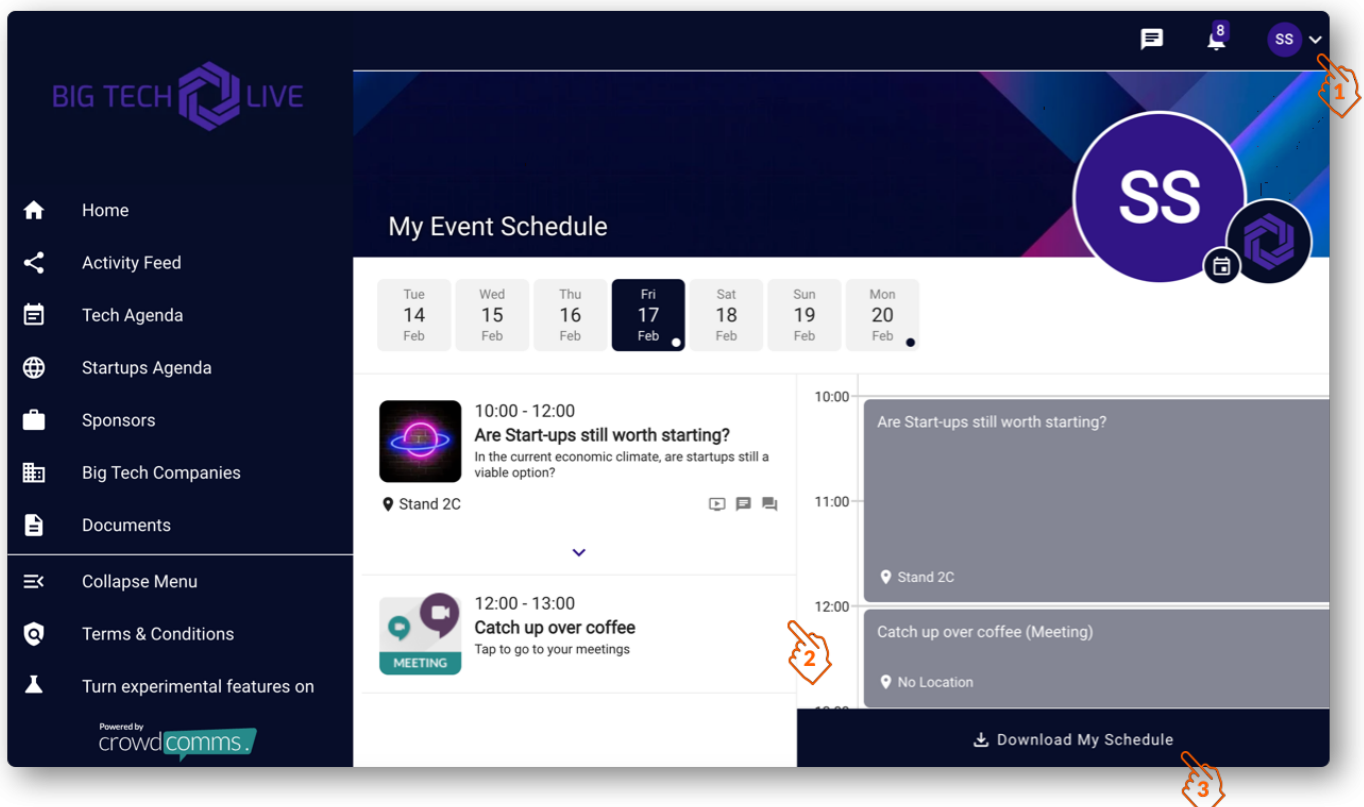 8
SS
1
BIG TECH LIVE
SS
My Event Schedule
Home
Activity Feed
Tech Agenda
Startups Agenda
Sponsors
Big Tech Companies
Documents
Collapse Menu
Terms & Conditions
Turn experimental features on
Powered by
crowdcomms.
Tue
14
Feb
Wed
15
Feb
Thu
16
Feb
Fri
17
Feb
Sat
18
Feb
Sun
19
Feb
Mon
20
Feb
10:00 - 12:00
Are Start-ups still worth starting?
In the current economic climate, are startups still a
viable option?
Stand 2C
12:00 - 13:00
Catch up over coffee
Tap to go to your meetings
MEETING
2
10:00
Are Start-ups still worth starting?
11:00
Stand 2C
12:00
Catch up over coffee (Meeting)
No Location
Download My Schedule
3